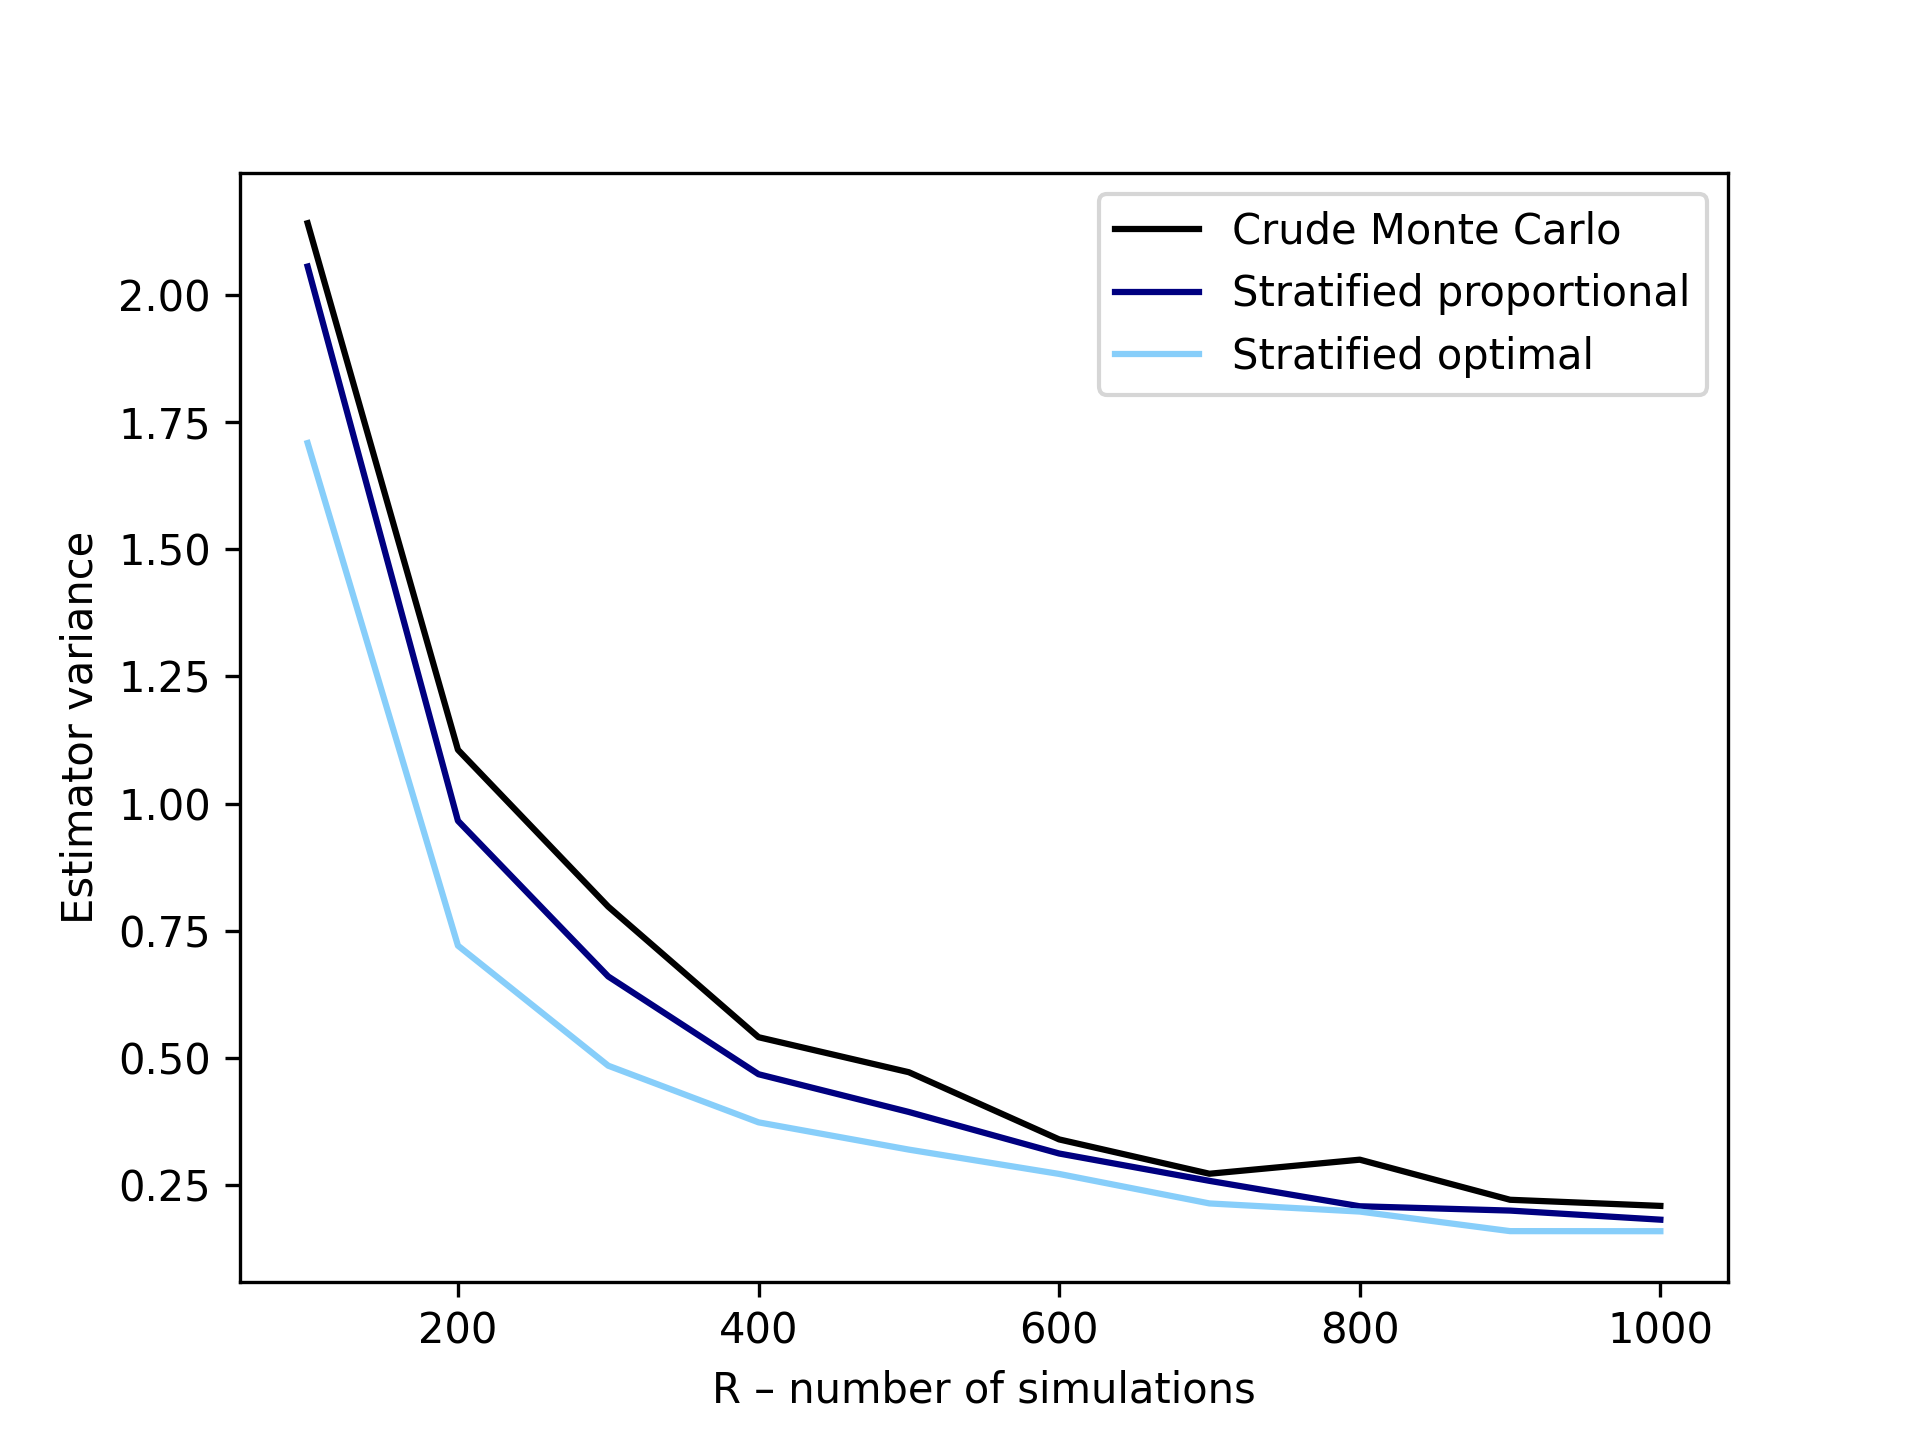 Crude Monte Carlo
Stratified proportional
Stratified optimal
2.00
1.75
1.50
1.25
1.00
0.75
0.50
0.25
Estimator variance
200 400 600 800 1000
R – number of simulations